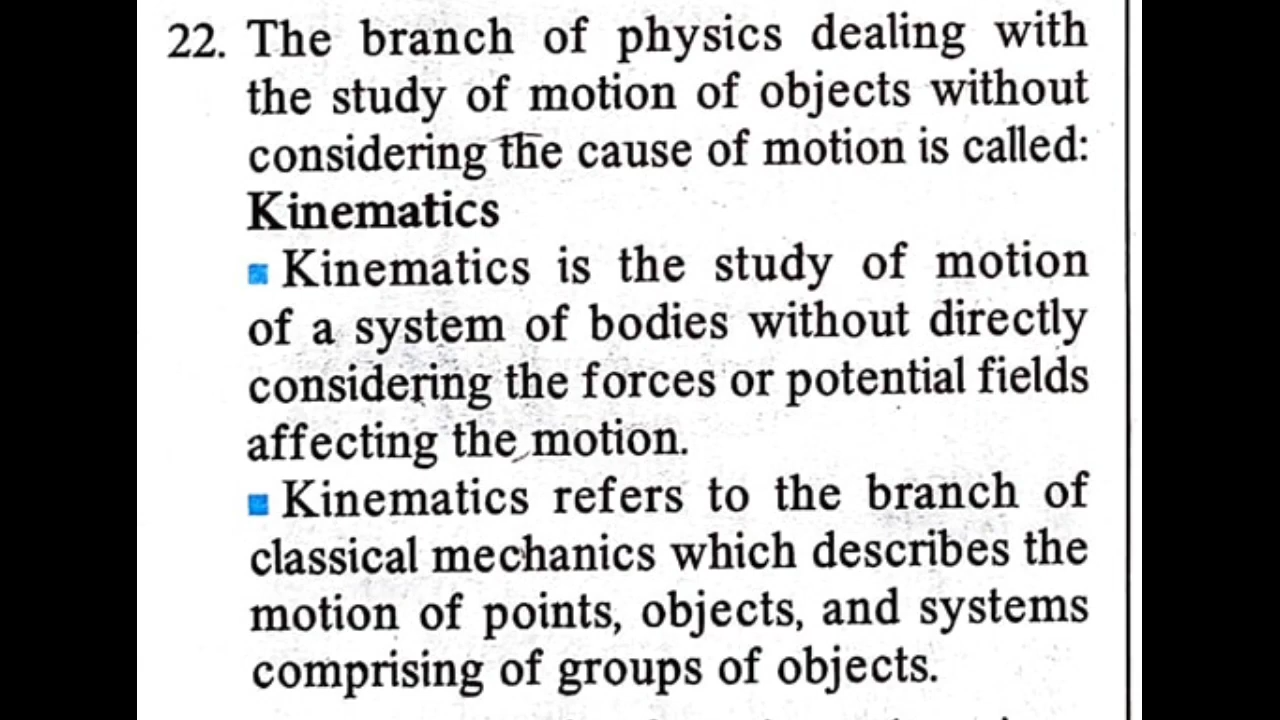 22. The branch of physics dealing with
the study of motion of objects without
considering the cause of motion is called:
Kinematics
▪ Kinematics is the study of motion
of a system of bodies without directly
considering the forces or potential fields
affecting the motion.
▪ Kinematics refers to the branch of
classical mechanics which describes the
motion of points, objects, and systems
comprising of groups of objects.